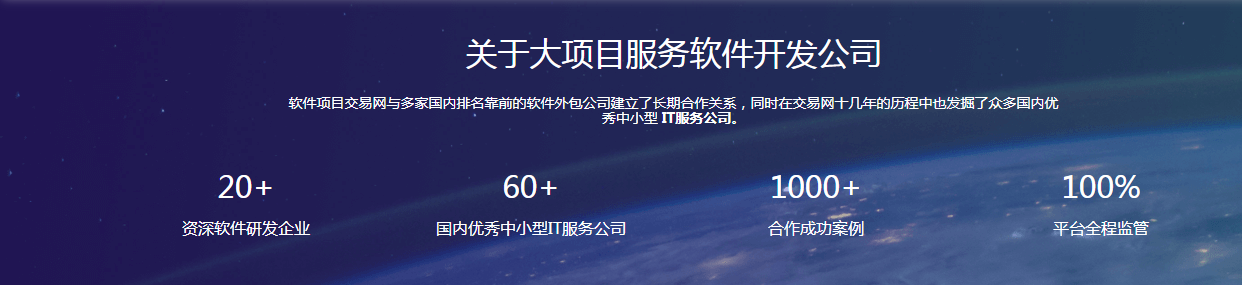 关于大项目服务软件开发公司
软件项目交易网与多家国内排名靠前的软件外包公司建立了长期合作关系，同时在交易网十几年的历程中也发掘了众多国内优
秀中小型 IT服务公司。
20+ 60+ 1000+ 100%
资深软件研发企业 国内优秀中小型IT服务公司 合作成功案例 平台全程监管